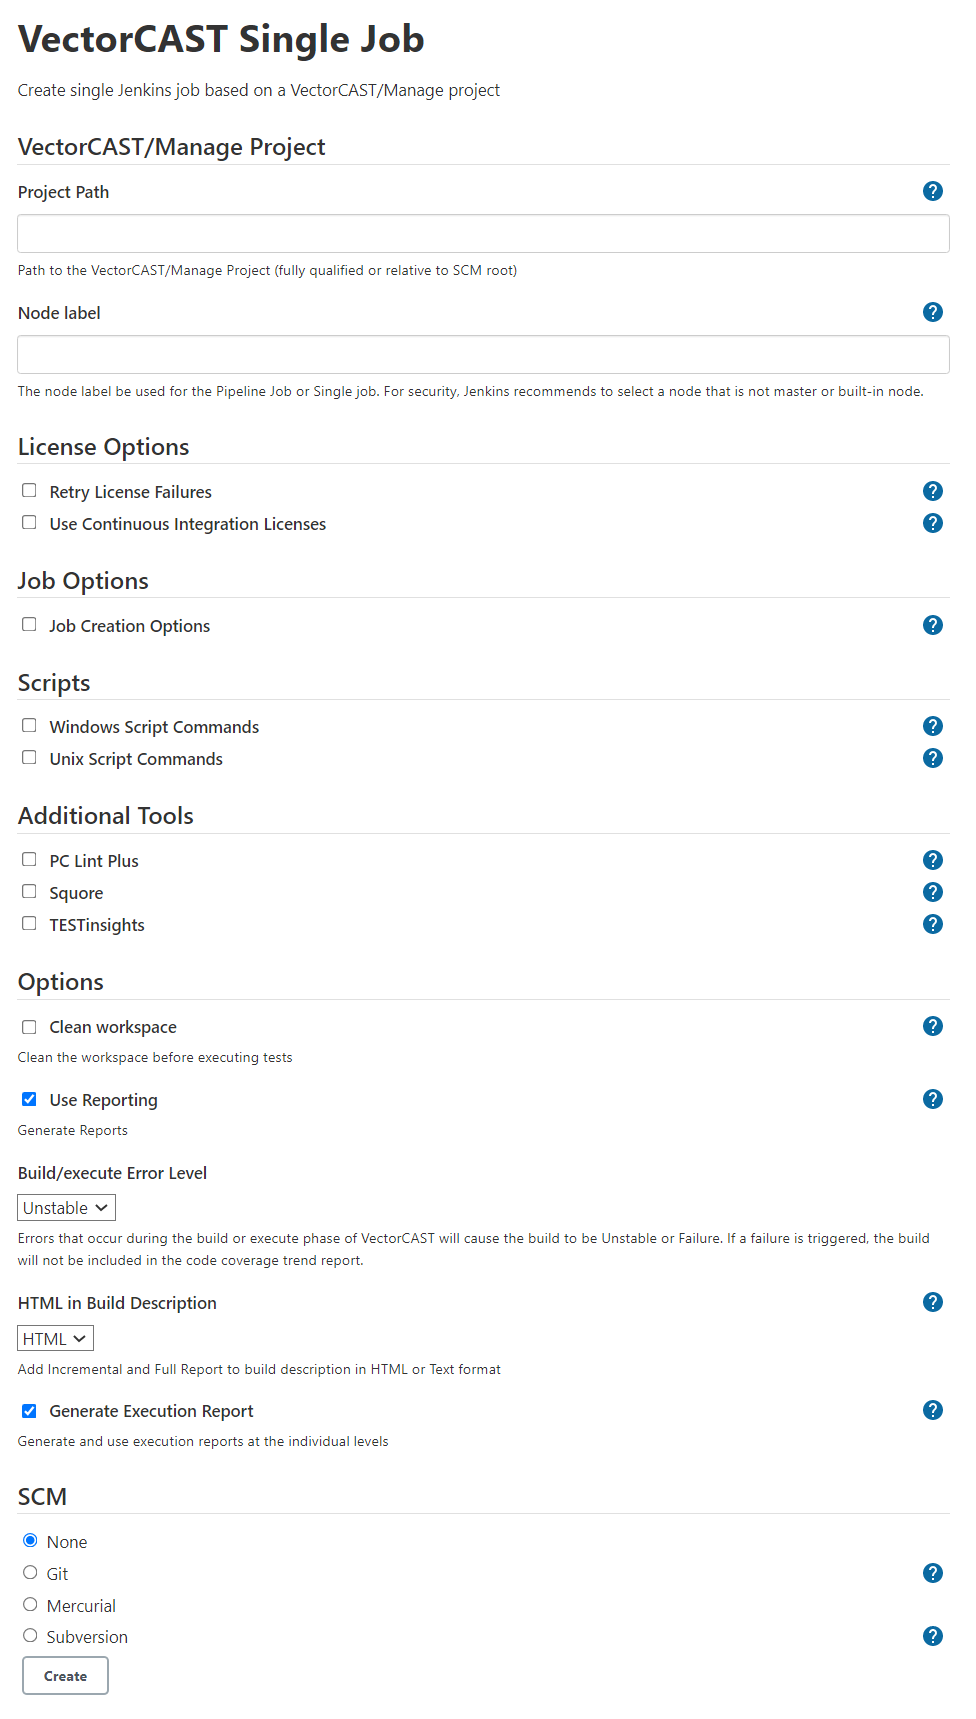 VectorCAST Single Job
Create single Jenkins job based on a VectorCAST/Manage project
VectorCAST/Manage Project
Project Path
?
Path to the VectorCAST/Manage Project (fully qualified or relative to SCM root)
Node label
?
The node label be used for the Pipeline Job or Single job. For security, Jenkins recommends to select a node that is not master or built-in node.
License Options
Retry License Failures
?
Use Continuous Integration Licenses
?
Job Options
Job Creation Options
?
Scripts
Windows Script Commands
?
Unix Script Commands
?
Additional Tools
PC Lint Plus
?
Squore
?
TESTinsights
?
Options
Clean workspace
?
Clean the workspace before executing tests
Use Reporting
?
Generate Reports
Build/execute Error Level
Unstable
Errors that occur during the build or execute phase of VectorCAST will cause the build to be Unstable or Failure. If a failure is triggered, the build
will not be included in the code coverage trend report.
HTML in Build Description
?
HTML
Add Incremental and Full Report to build description in HTML or Text format
Generate Execution Report
?
Generate and use execution reports at the individual levels
SCM
None
Git
?
Mercurial
Subversion
?
Create